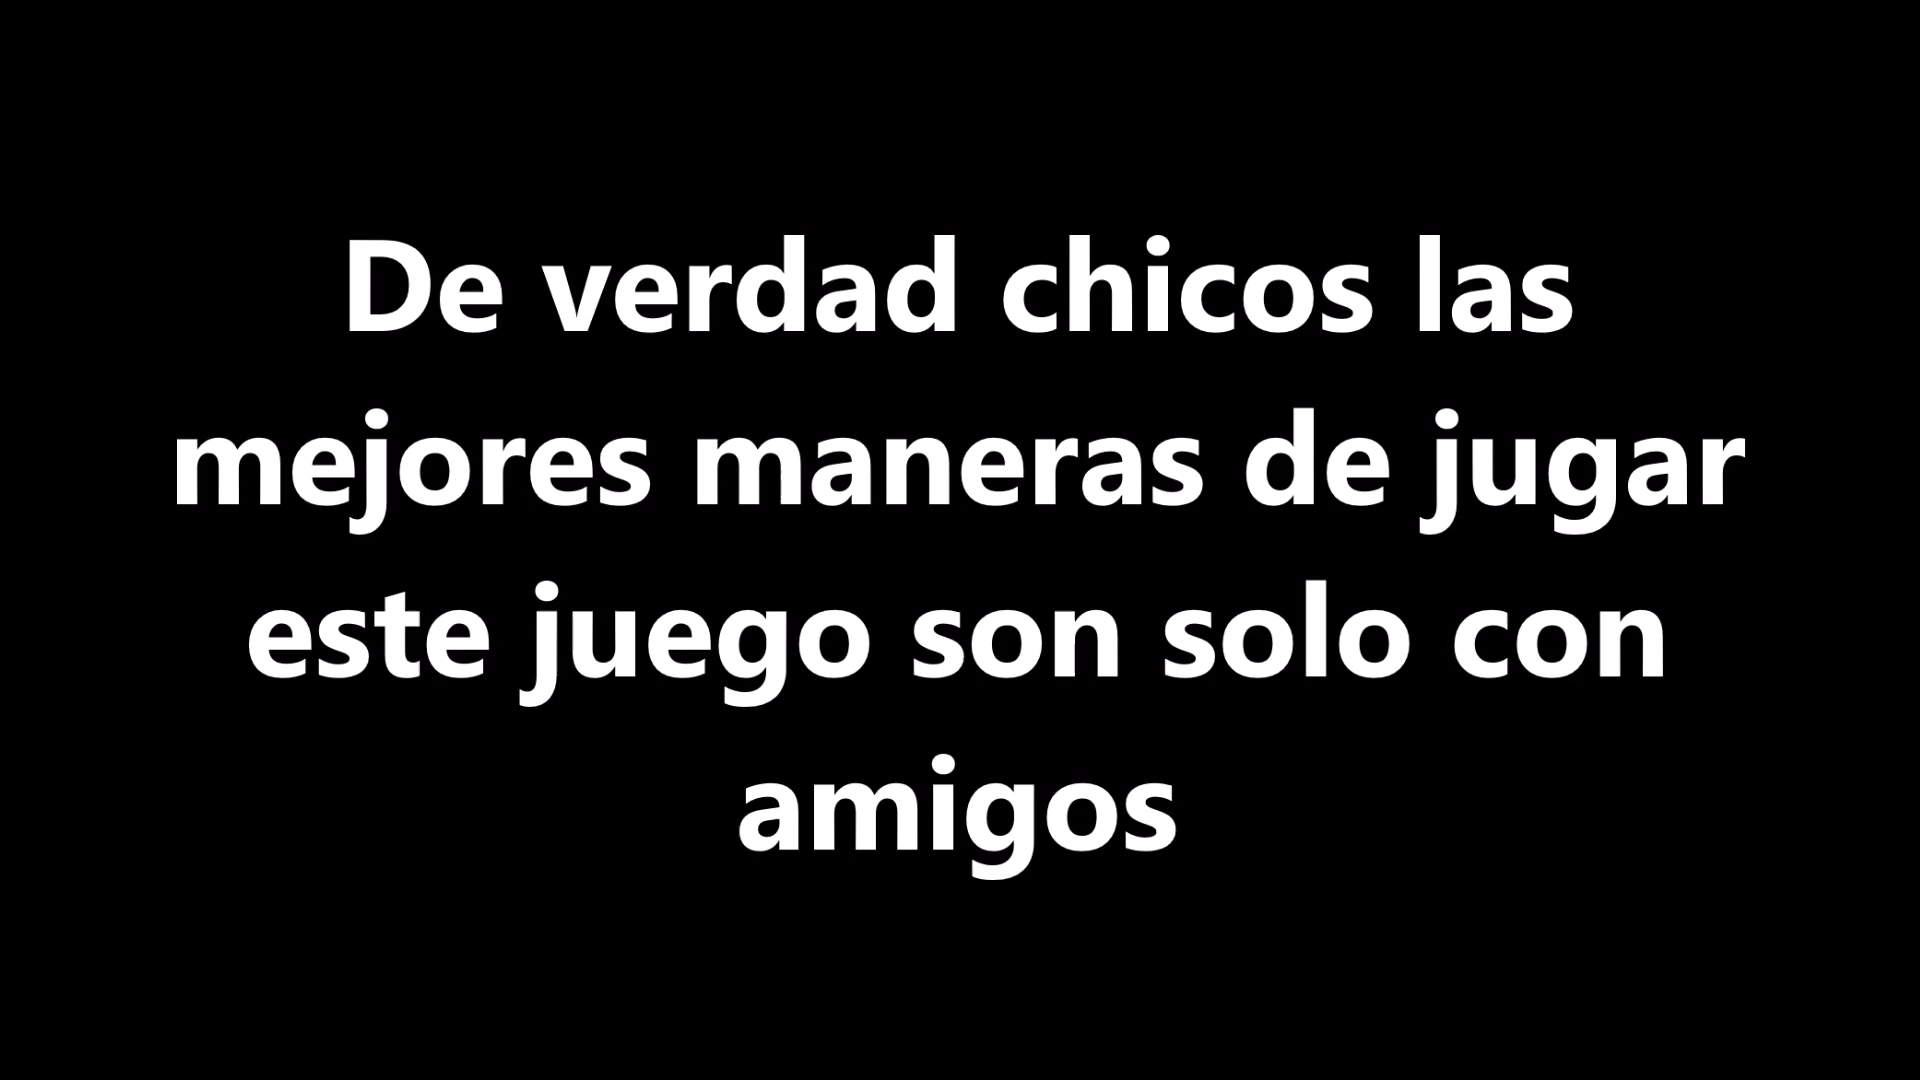 De verdad chicos las
mejores maneras de jugar
este juego son solo con
amigos